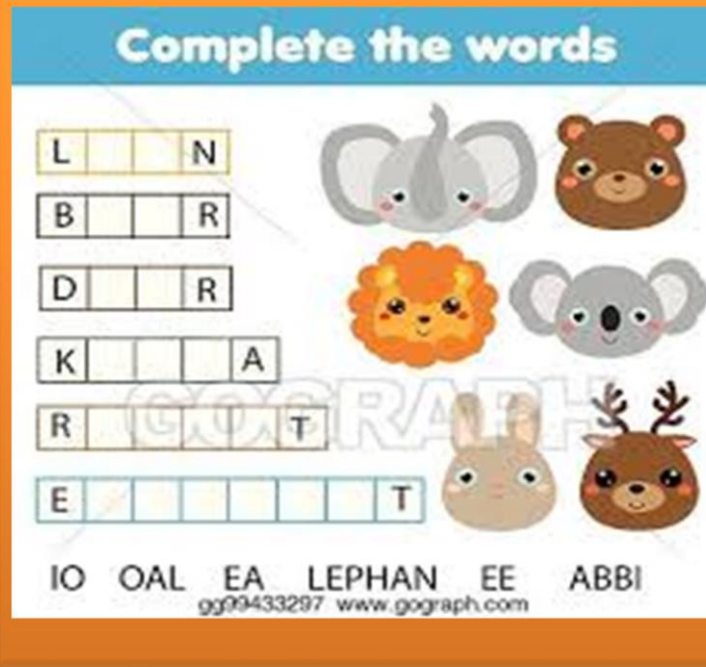 Complete the words
L N
B R
D R
K A
R T
E T
GOGRAPH
IO OAL EA LEPHAN EE ABBI
gg99433297 www.gograph.com